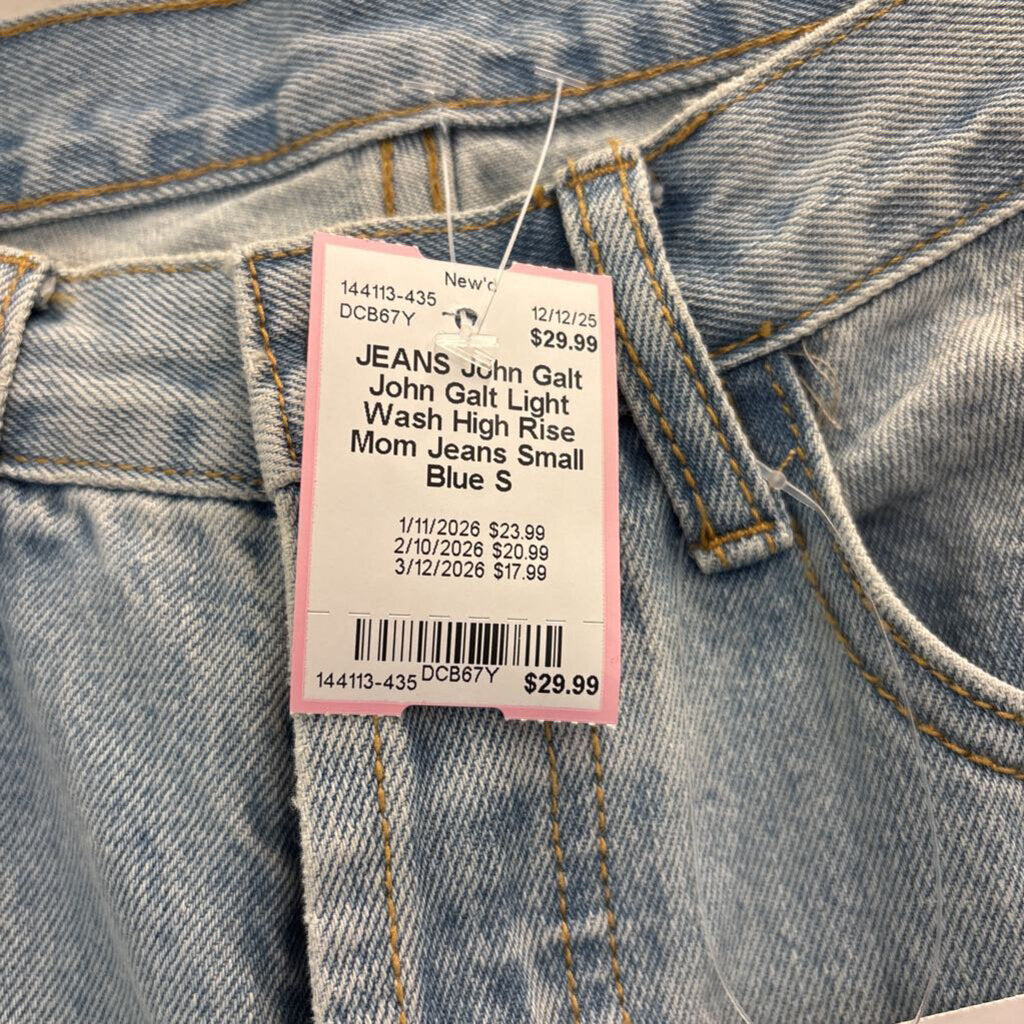 New'd
144113-435
DCB67Y
12/12/25
$29.99
JEANS John Galt
John Galt Light
Wash High Rise
Mom Jeans Small
Blue S
1/11/2026 $23.99
2/10/2026 $20.99
3/12/2026 $17.99
144113-435 DCB67Y $29.99